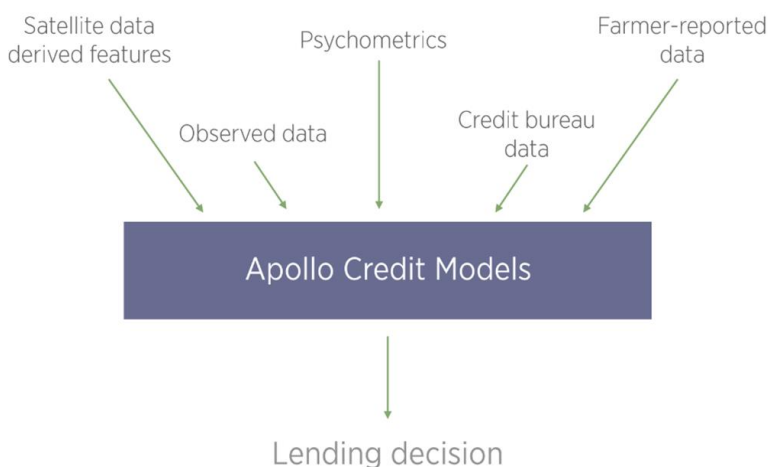 Satellite data
derived features
Psychometrics
Farmer-reported
data
Observed data
Credit bureau
data
Apollo Credit Models
Lending decision